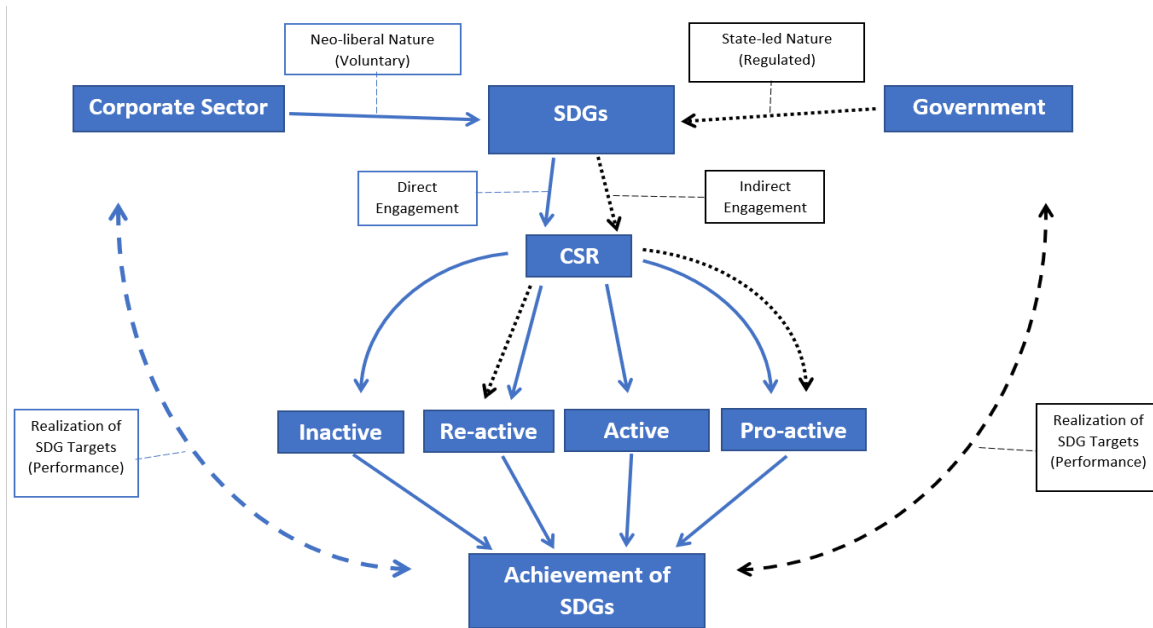 Neo-liberal Nature
(Voluntary)
State-led Nature
(Regulated)
Corporate Sector
SDGs
Government
Direct
Engagement
Indirect
Engagement
CSR
Inactive
Re-active
Active
Pro-active
Realization of
SDG Targets
(Performance)
Realization of
SDG Targets
(Performance)
Achievement of
SDGs